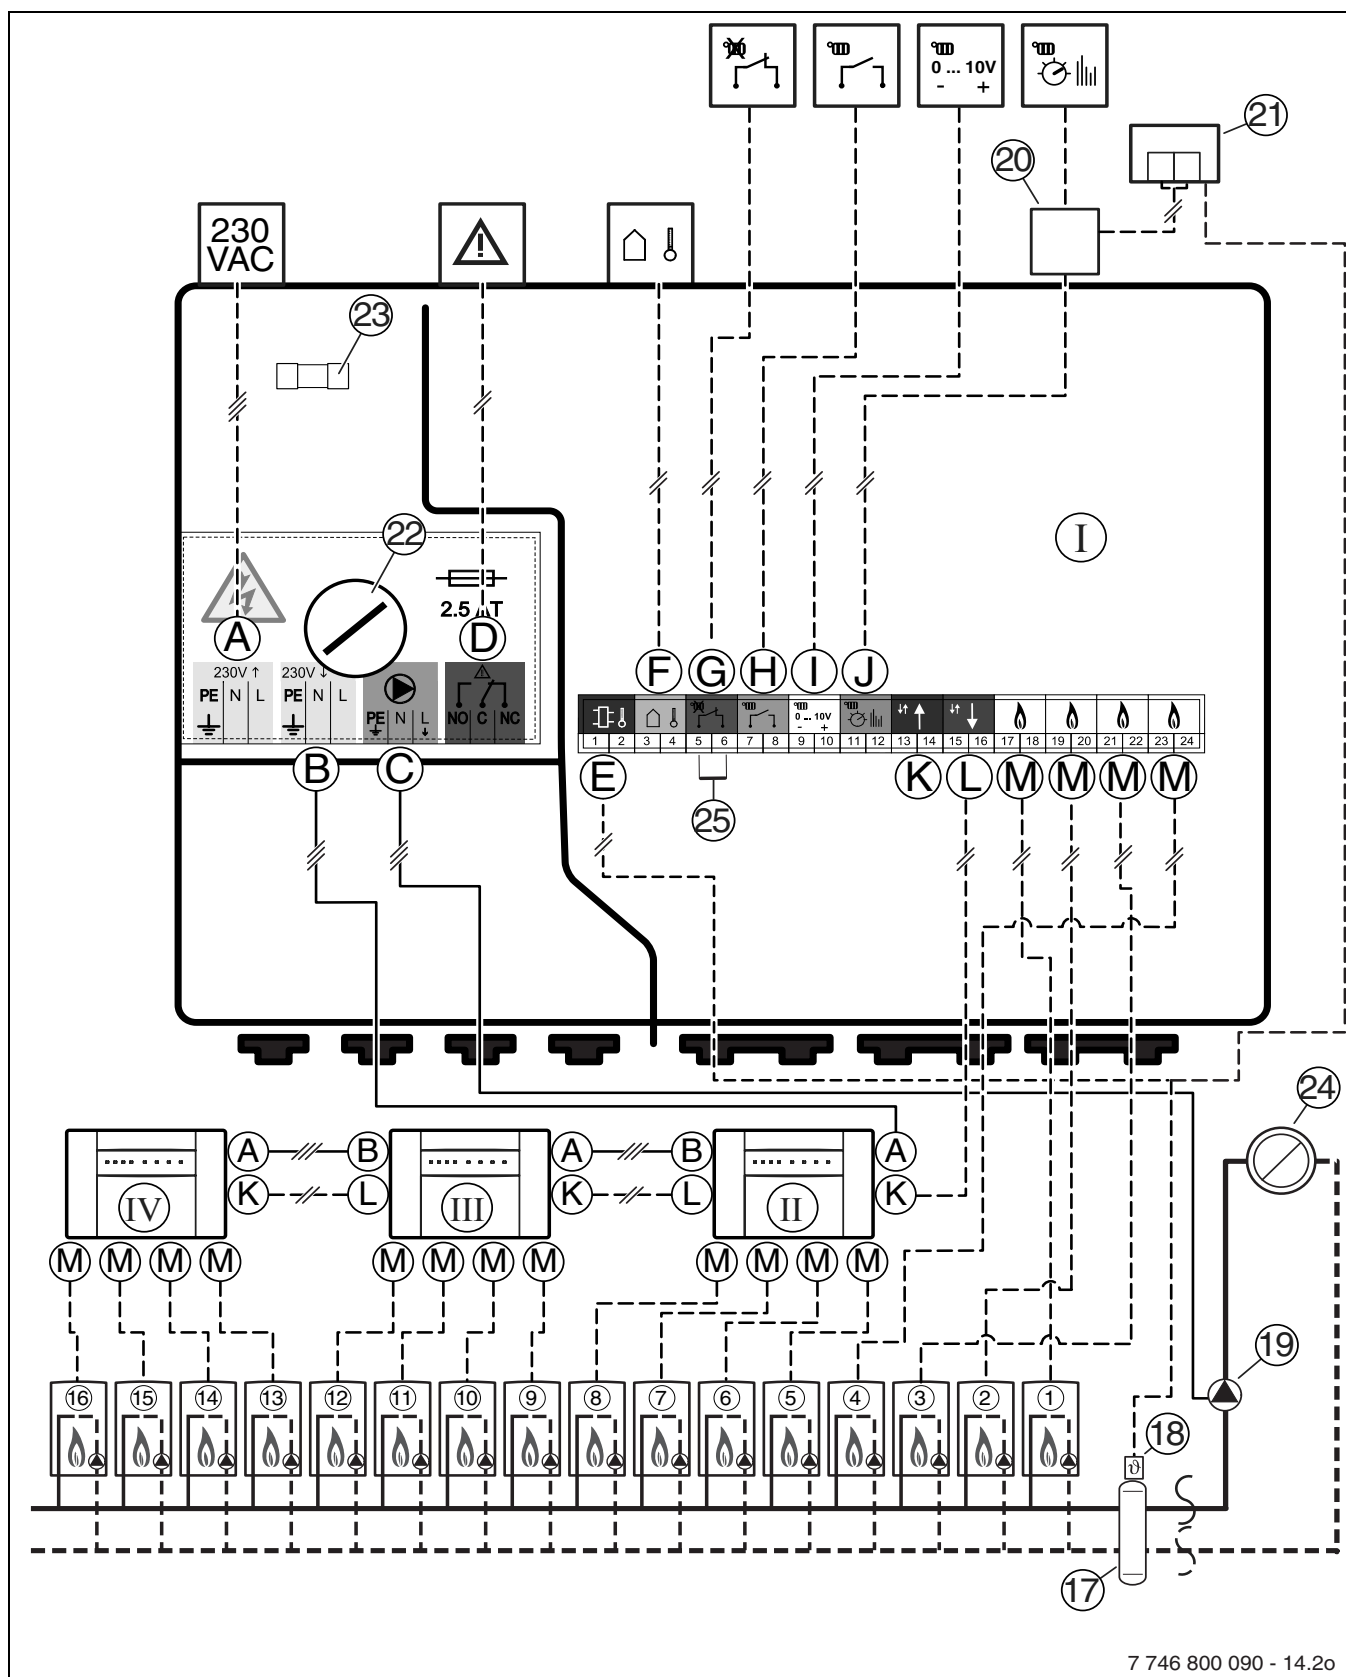 0 ... 10V
- +
21
20
230
VAC
23
I
22
2.5 AT
A
D
F
G
H
I
J
230V ↑
230V ↓
PE N L
PE N L
PE N L
NO C NC
0 ... 10V
- +
1 2 3 4 5 6 7 8 9 10 11 12 13 14 15 16 17 18 19 20 21 22 23 24
B
C
E
K
L
M
M
M
M
25
24
A
B
A
B
A
K
L
K
L
K
IV
III
II
M M M M
M M M M
M M M M
19
16 15 14 13 12 11 10 9 8 7 6 5 4 3 2 1
18
ϑ
17
7 746 800 090 - 14.2o